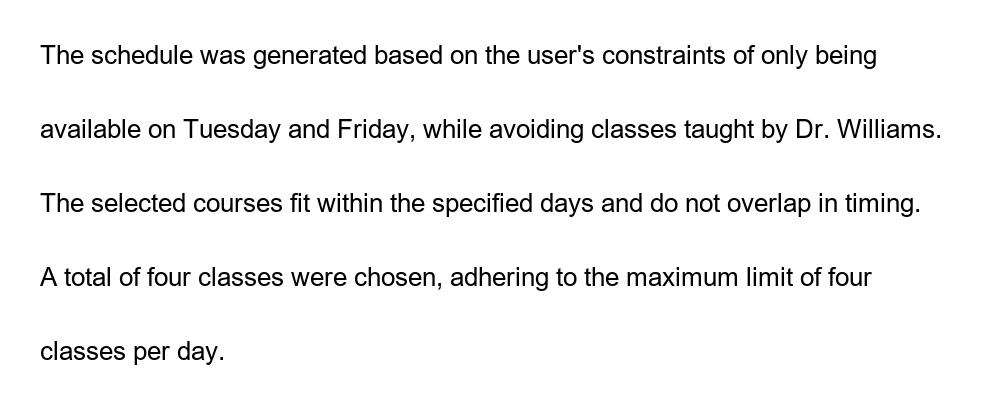 The schedule was generated based on the user's constraints of only being
available on Tuesday and Friday, while avoiding classes taught by Dr. Williams.
The selected courses fit within the specified days and do not overlap in timing.
A total of four classes were chosen, adhering to the maximum limit of four
classes per day.